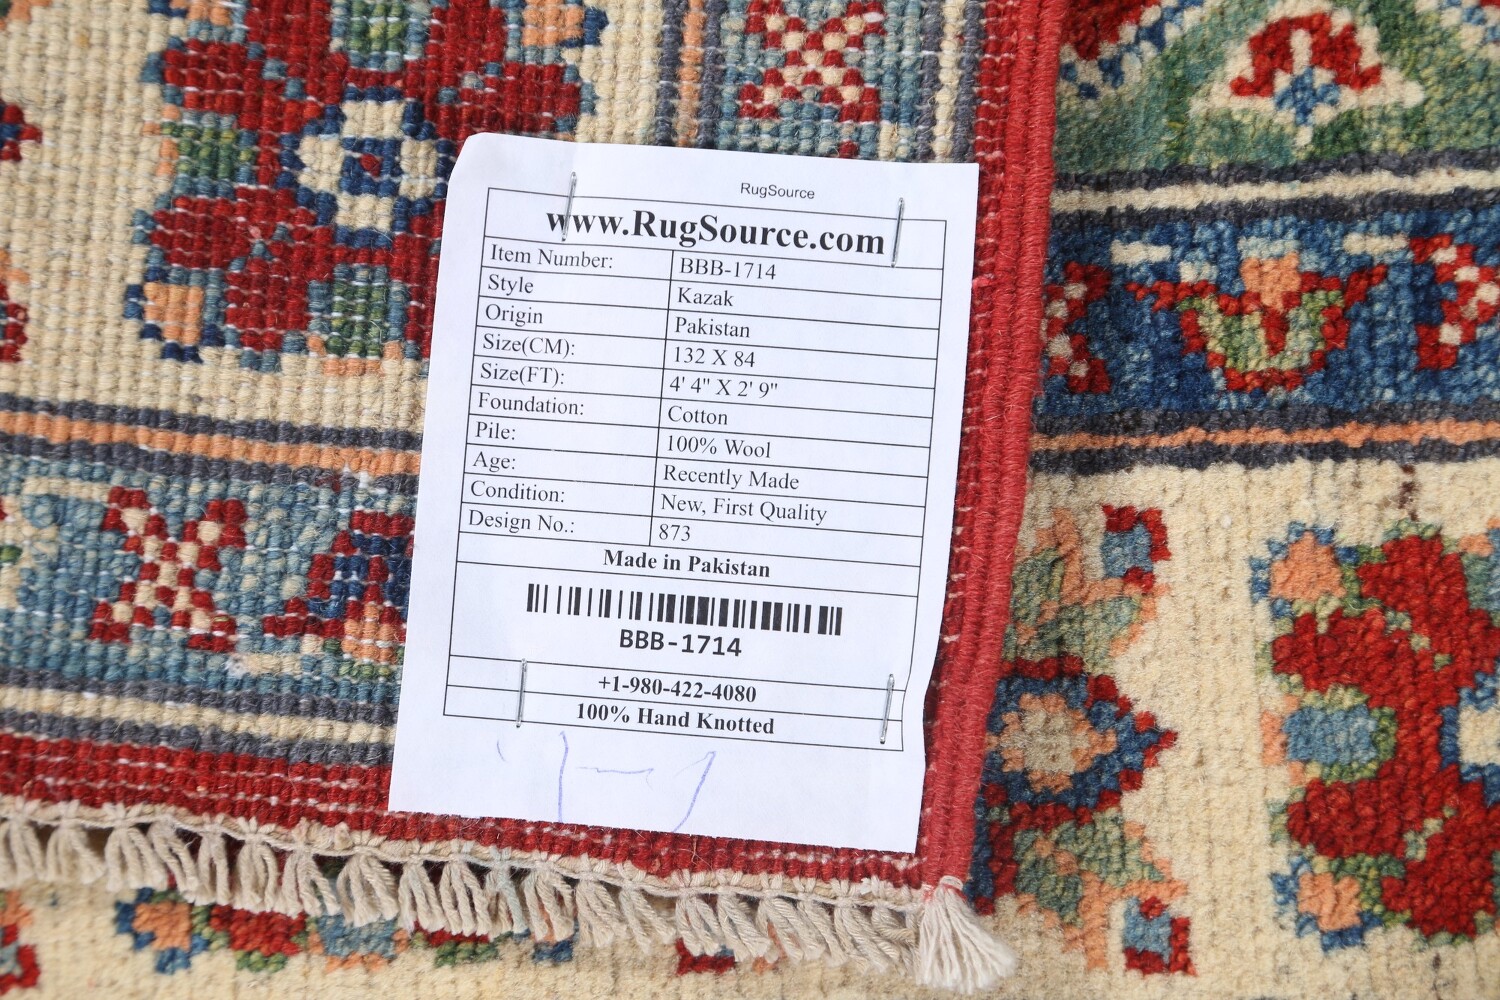 RugSource
www.RugSource.com
Item Number: BBB-1714
Style Kazak
Origin Pakistan
Size(CM): 132 X 84
Size(FT): 4' 4" X 2' 9"
Foundation: Cotton
Pile: 100% Wool
Age: Recently Made
Condition: New, First Quality
Design No.: 873
Made in Pakistan
BBB-1714
+1-980-422-4080
100% Hand Knotted